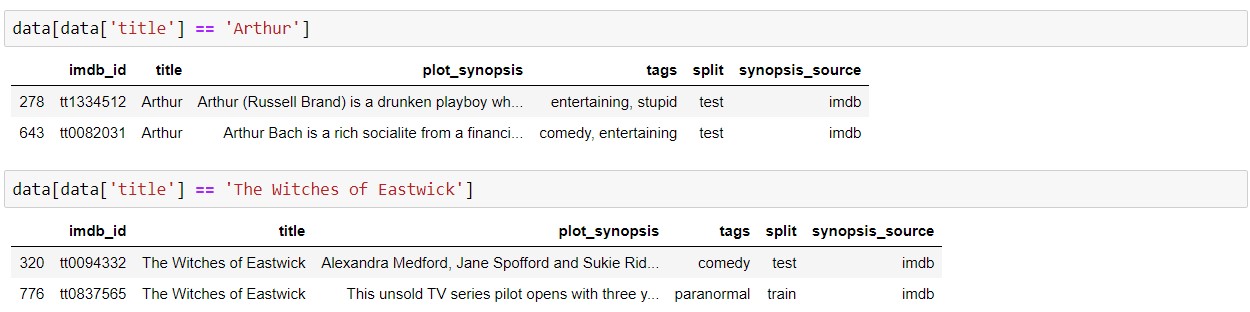 data[data['title'] == 'Arthur']
imdb_id title plot_synopsis tags split synopsis_source
278 tt1334512 Arthur Arthur (Russell Brand) is a drunken playboy wh... entertaining, stupid test imdb
643 tt0082031 Arthur Arthur Bach is a rich socialite from a financi... comedy, entertaining test imdb
data[data['title'] == 'The Witches of Eastwick']
imdb_id title plot_synopsis tags split synopsis_source
320 tt0094332 The Witches of Eastwick Alexandra Medford, Jane Spofford and Sukie Rid... comedy test imdb
776 tt0837565 The Witches of Eastwick This unsold TV series pilot opens with three y... paranormal train imdb